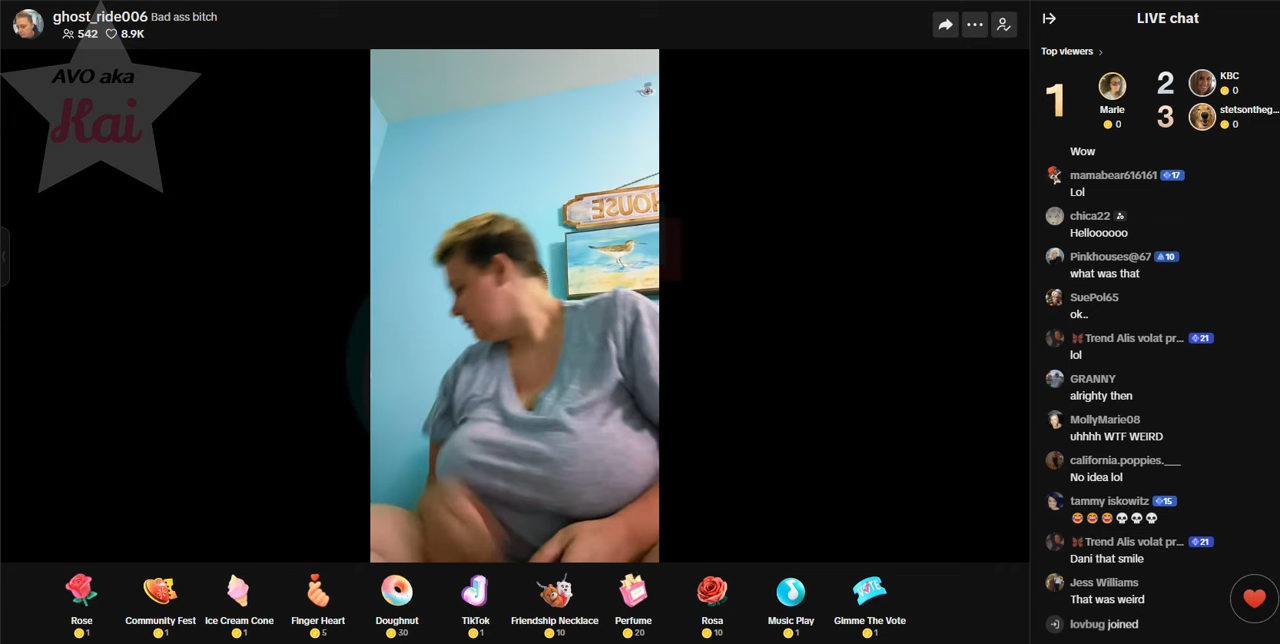 ghost_ride006 Bad ass bitch
542 8.9K
AVO aka
Kai
HOUSE
LIVE chat
Top viewers
1
Marie
0
2
KBC
0
3
stetsontheg...
0
Wow
mamabear616161 17
Lol
chica22
Helloooooo
Pinkhouses@67 10
what was that
SuePol65
ok..
Trend Alis volat pr... 21
lol
GRANNY
alrighty then
MollyMarie08
uhhhh WTF WEIRD
california.poppies.___
No idea lol
tammy iskowitz 15
Trend Alis volat pr... 21
Dani that smile
Jess Williams
That was weird
lovbug joined
Rose
1
Community Fest
1
Ice Cream Cone
1
Finger Heart
5
Doughnut
30
TikTok
1
Friendship Necklace
10
Perfume
20
Rosa
10
Music Play
1
VOTE
Gimme The Vote
1